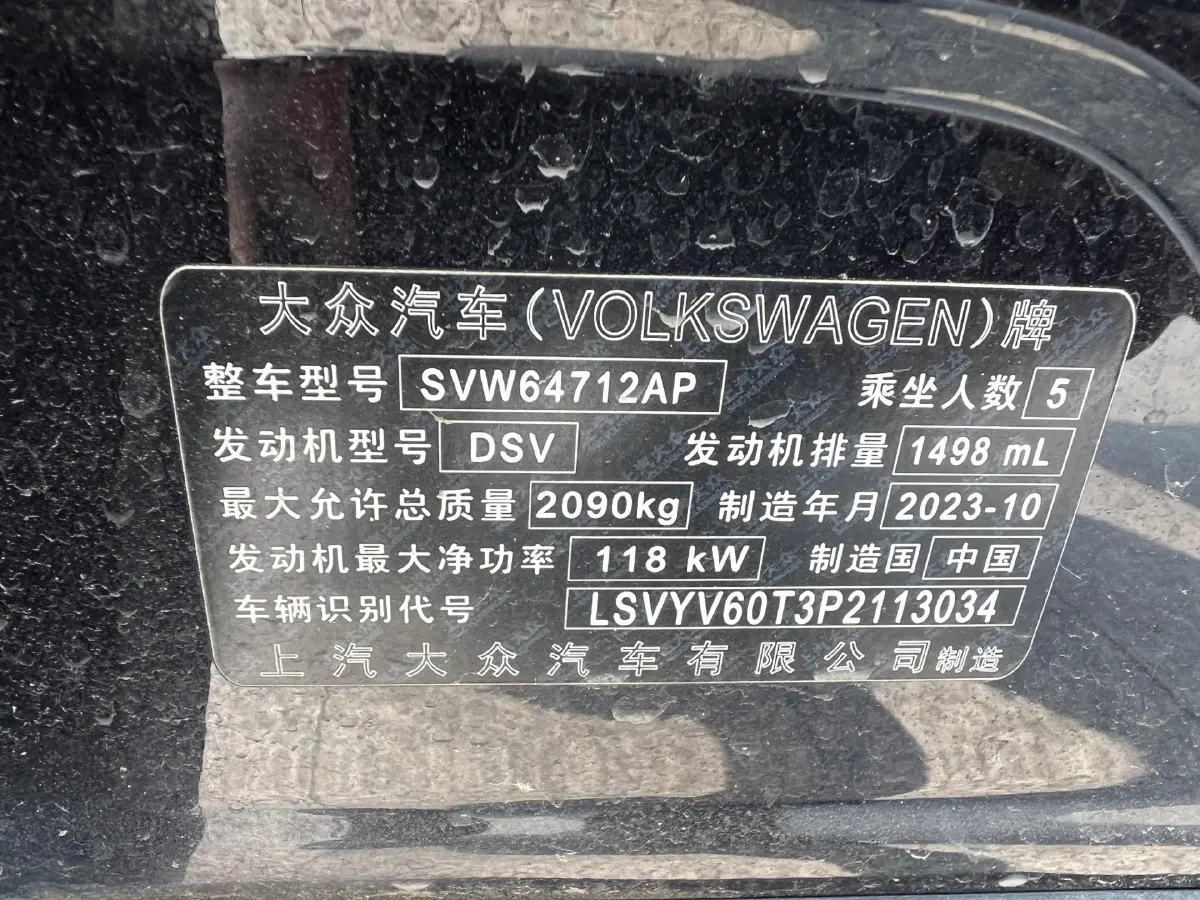 大众汽车(VOLKSWAGEN)牌
整车型号 SVW64712AP 乘坐人数 5
发动机型号 DSV 发动机排量 1498 mL
最大允许总质量 2090kg 制造年月 2023-10
发动机最大净功率 118 kW 制造国 中国
车辆识别代号 LSVYV60T3P2113034
上汽大众汽车有限公司制造